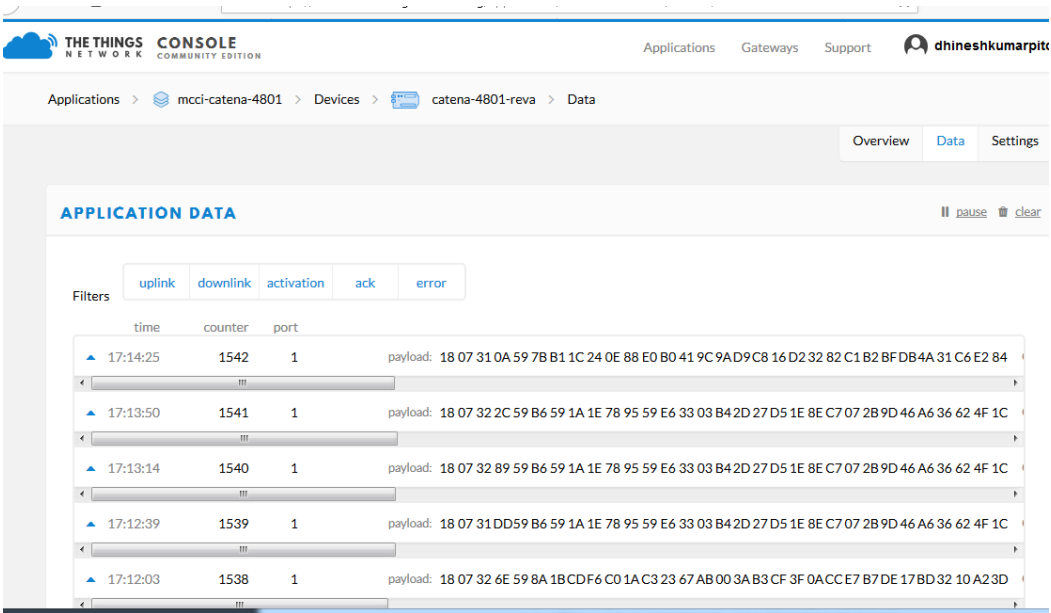 THE THINGS NETWORK CONSOLE COMMUNITY EDITION
Applications Gateways Support dhineshkumarpito
Applications > mcci-catena-4801 > Devices > catena-4801-reva > Data
Overview Data Settings
APPLICATION DATA
pause clear
Filters uplink downlink activation ack error
time counter port
17:14:25 1542 1 payload: 18 07 31 0A 59 7B B1 1C 24 0E 88 E0 B0 41 9C 9A D9 C8 16 D2 32 82 C1 B2 BF DB 4A 31 C6 E2 84
17:13:50 1541 1 payload: 18 07 32 2C 59 B6 59 1A 1E 78 95 59 E6 33 03 B4 2D 27 D5 1E 8E C7 07 2B 9D 46 A6 36 62 4F 1C
17:13:14 1540 1 payload: 18 07 32 89 59 B6 59 1A 1E 78 95 59 E6 33 03 B4 2D 27 D5 1E 8E C7 07 2B 9D 46 A6 36 62 4F 1C
17:12:39 1539 1 payload: 18 07 31 DD 59 B6 59 1A 1E 78 95 59 E6 33 03 B4 2D 27 D5 1E 8E C7 07 2B 9D 46 A6 36 62 4F 1C
17:12:03 1538 1 payload: 18 07 32 6E 59 8A 1B CD F6 C0 1A C3 23 67 AB 00 3A B3 CF 3F 0A CC E7 B7 DE 17 BD 32 10 A2 3D